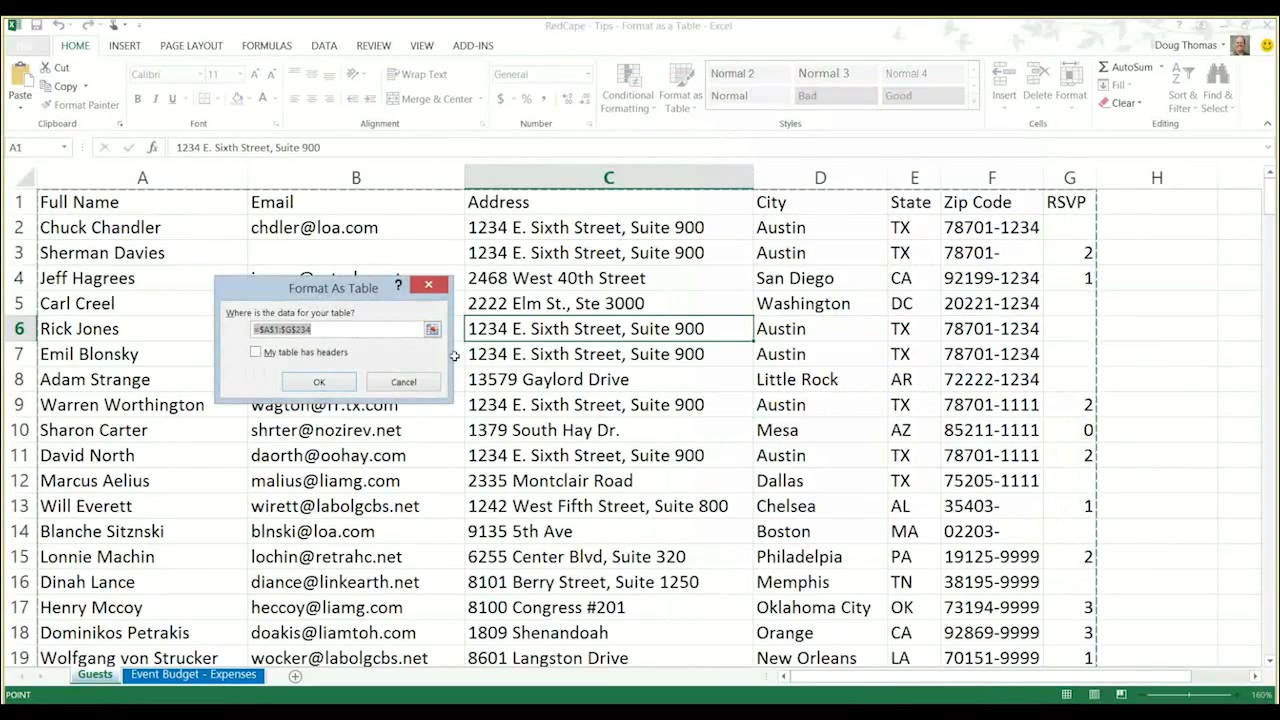 RedCape - Tips - Format as a Table - Excel
HOME INSERT PAGE LAYOUT FORMULAS DATA REVIEW VIEW ADD-INS Doug Thomas
Paste Cut Copy Format Painter
Clipboard
Calibri 11
B I U
Font
Wrap Text
Merge & Center
Alignment
General
$ % ,
Number
Conditional Formatting
Format as Table
Normal 2 Normal 3 Normal 4
Normal Bad Good
Styles
Insert Delete Format
Cells
AutoSum
Fill
Clear
Sort & Filter
Find & Select
Editing
A1 fx 1234 E. Sixth Street, Suite 900
A B C D E F G H
1 Full Name Email Address City State Zip Code RSVP
2 Chuck Chandler chdler@loa.com 1234 E. Sixth Street, Suite 900 Austin TX 78701-1234
3 Sherman Davies 1234 E. Sixth Street, Suite 900 Austin TX 78701- 2
4 Jeff Hagrees 2468 West 40th Street San Diego CA 92199-1234 1
5 Carl Creel 2222 Elm St., Ste 3000 Washington DC 20221-1234
6 Rick Jones 1234 E. Sixth Street, Suite 900 Austin TX 78701-1234
7 Emil Blonsky 1234 E. Sixth Street, Suite 900 Austin TX 78701-1234
8 Adam Strange 13579 Gaylord Drive Little Rock AR 72222-1234
9 Warren Worthington wagton@rr.tx.com 1234 E. Sixth Street, Suite 900 Austin TX 78701-1111 2
10 Sharon Carter shrter@nozirev.net 1379 South Hay Dr. Mesa AZ 85211-1111 0
11 David North daorth@oohay.com 1234 E. Sixth Street, Suite 900 Austin TX 78701-1111 2
12 Marcus Aelius malius@liamg.com 2335 Montclair Road Dallas TX 75205-1111
13 Will Everett wirett@labolgcbs.net 1242 West Fifth Street, Suite 800 Chelsea AL 35403- 1
14 Blanche Sitznski blnski@loa.com 9135 5th Ave Boston MA 02203-
15 Lonnie Machin lochin@retrahc.net 6255 Center Blvd, Suite 320 Philadelpia PA 19125-9999 2
16 Dinah Lance diance@linkearth.net 8101 Berry Street, Suite 1250 Memphis TN 38195-9999
17 Henry Mccoy heccoy@liamg.com 8100 Congress #201 Oklahoma City OK 73194-9999 3
18 Dominikos Petrakis doakis@liamtoh.com 1809 Shenandoah Orange CA 92869-9999 3
19 Wolfgang von Strucker wocker@labolgcbs.net 8601 Langston Drive New Orleans LA 70151-9999 1
Format As Table ?
Where is the data for your table?
=$A$1:$G$234
My table has headers
OK Cancel
Guests Event Budget - Expenses
POINT 160%